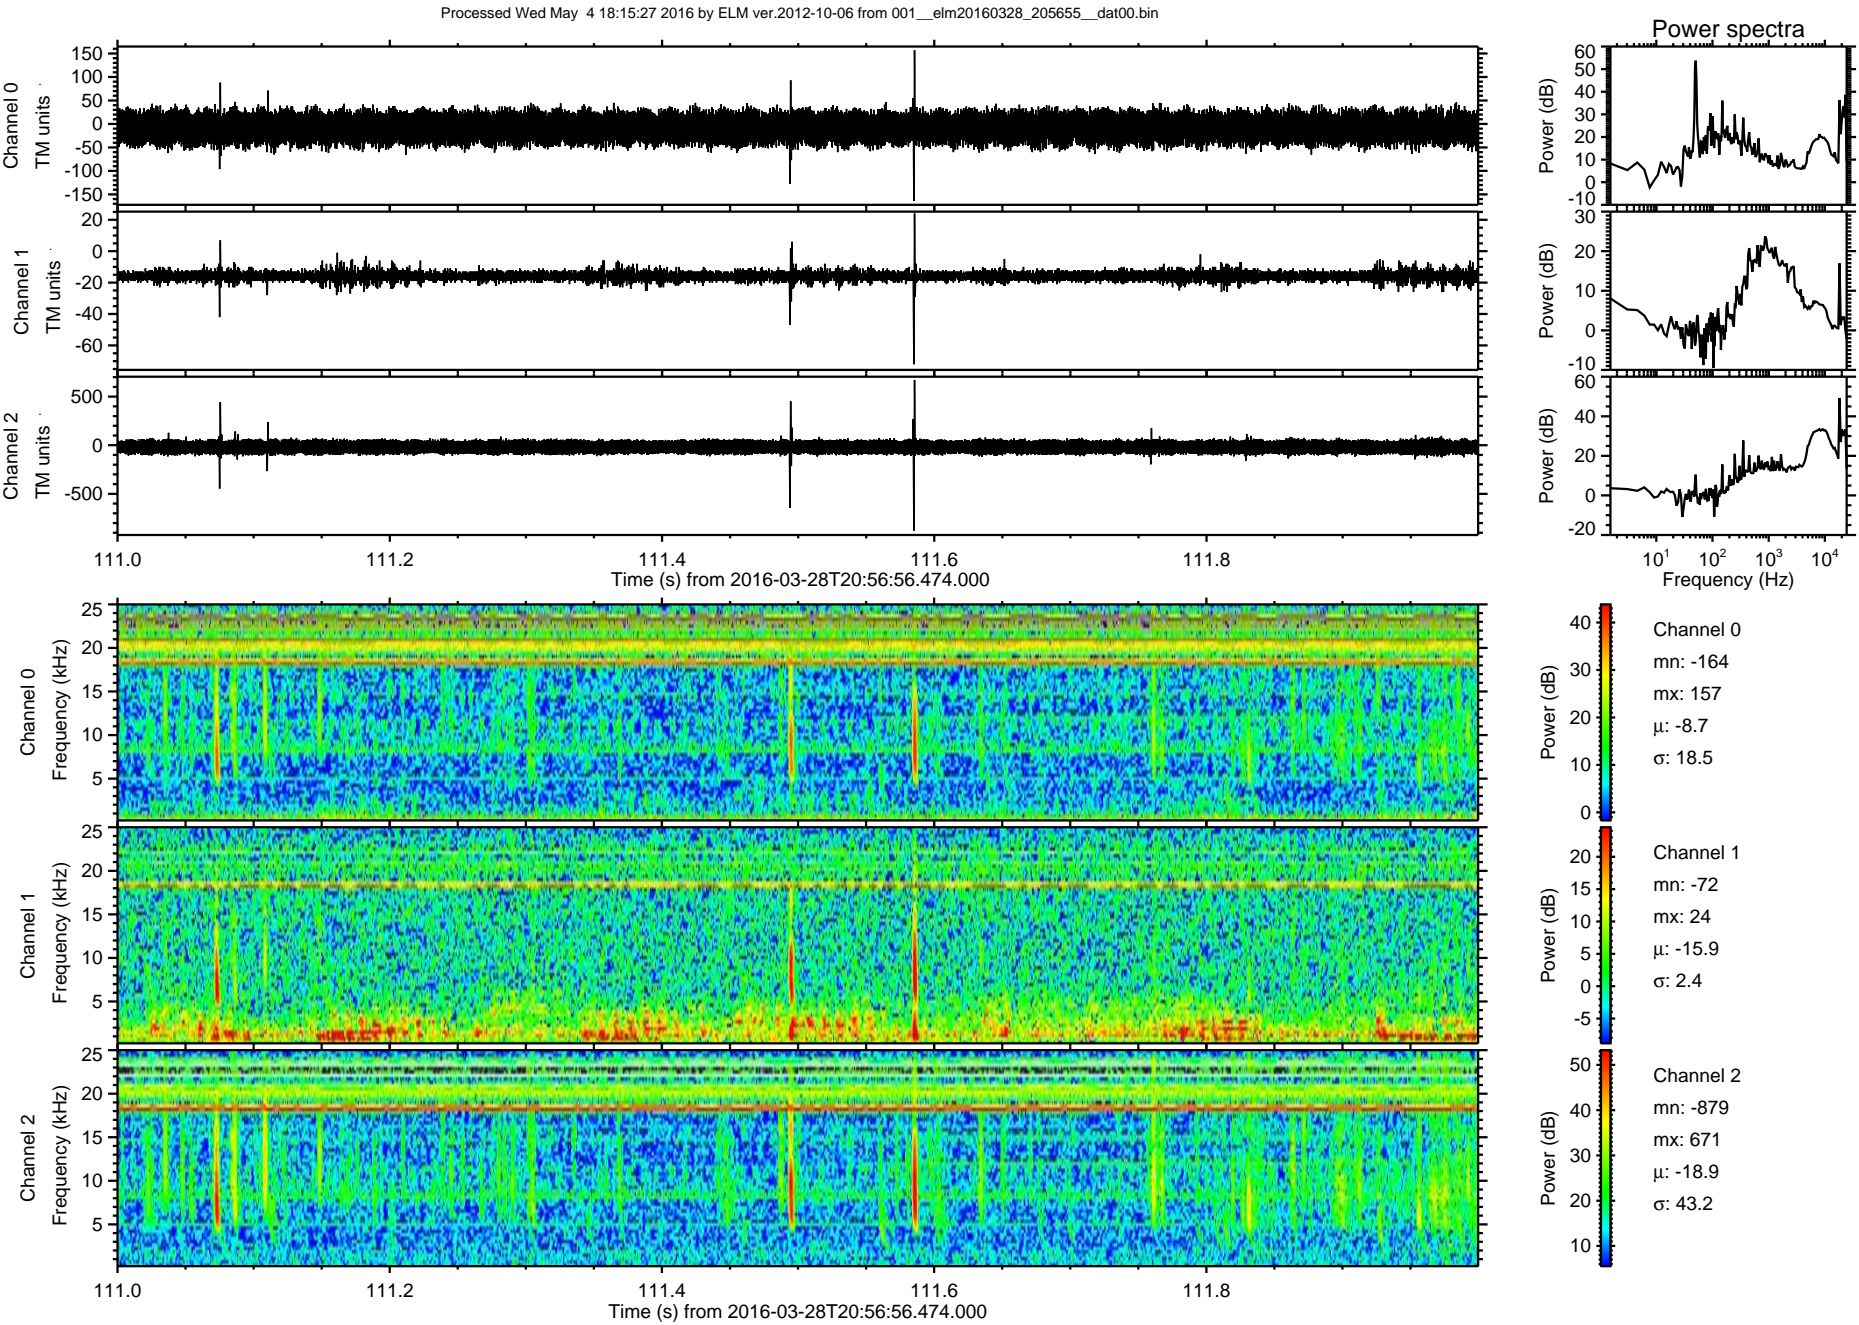 Processed Wed May  4 18:15:27 2016 by ELM ver.2012-10-06 from 001__elm20160328_205655__dat00.bin
Power spectra
Channel 0
TM units
150
100
50
0
-50
-100
-150
Power (dB)
60
50
40
30
20
10
0
-10
Channel 1
TM units
20
0
-20
-40
-60
Power (dB)
30
20
10
0
-10
Channel 2
TM units
500
0
-500
Power (dB)
60
40
20
0
-20
111.0 111.2 111.4 111.6 111.8
Time (s) from 2016-03-28T20:56:56.474.000
10¹ 10² 10³ 10⁴
Frequency (Hz)
Channel 0
Frequency (kHz)
25
20
15
10
5
Power (dB)
40
30
20
10
0
Channel 0
mn: -164
mx: 157
μ: -8.7
σ: 18.5
Channel 1
Frequency (kHz)
25
20
15
10
5
Power (dB)
20
15
10
5
0
-5
Channel 1
mn: -72
mx: 24
μ: -15.9
σ: 2.4
Channel 2
Frequency (kHz)
25
20
15
10
5
Power (dB)
50
40
30
20
10
Channel 2
mn: -879
mx: 671
μ: -18.9
σ: 43.2
111.0 111.2 111.4 111.6 111.8
Time (s) from 2016-03-28T20:56:56.474.000